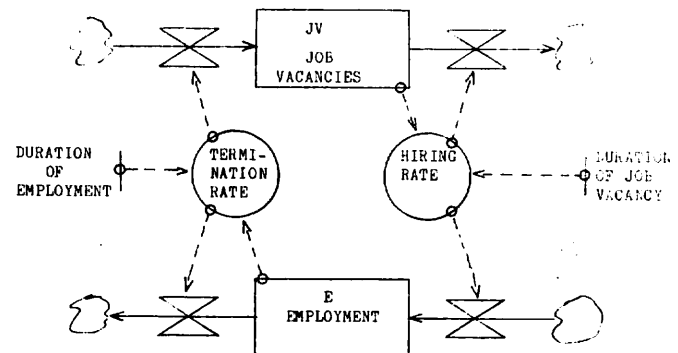 JV
JOB
VACANCIES
DURATION
OF
EMPLOYMENT
TERMI-
NATION
RATE
HIRING
RATE
DURATION
OF JOB
VACANCY
E
EMPLOYMENT